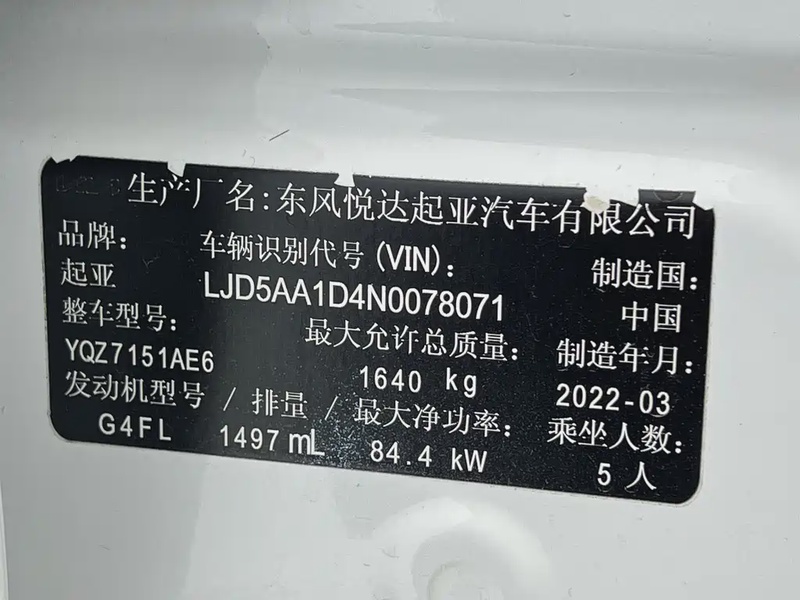 生产厂名:东风悦达起亚汽车有限公司
品牌: 车辆识别代号(VIN): 制造国:
起亚 LJD5AA1D4N0078071 中国
整车型号: 最大允许总质量: 制造年月:
YQZ7151AE6 1640 kg 2022-03
发动机型号 / 排量 / 最大净功率: 乘坐人数:
G4FL 1497mL 84.4 kW 5 人